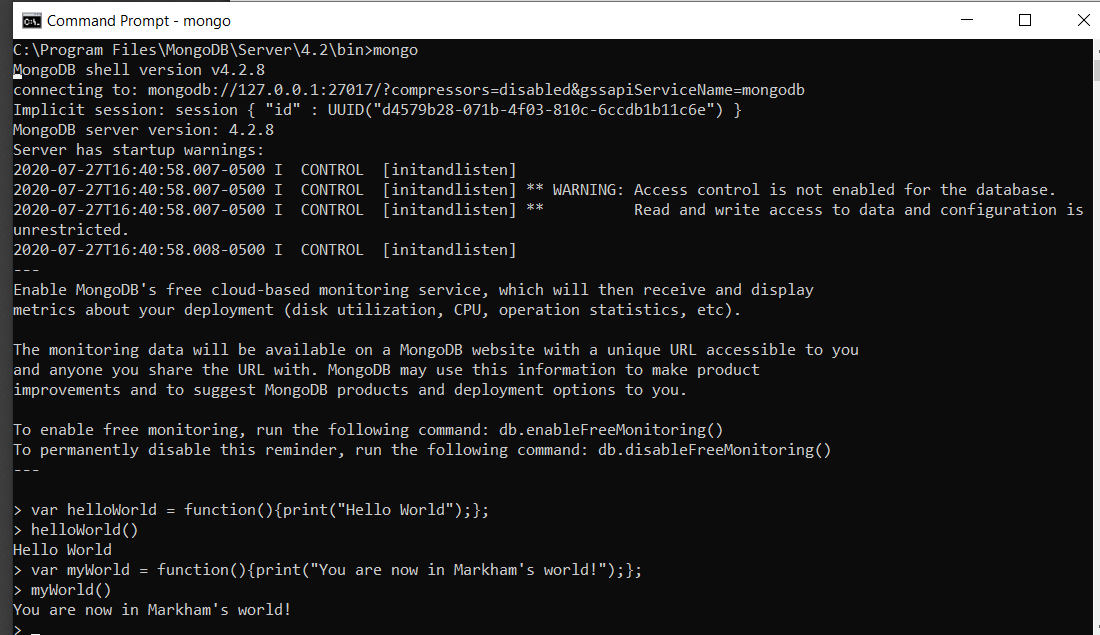 Command Prompt - mongo
C:\Program Files\MongoDB\Server\4.2\bin>mongo
MongoDB shell version v4.2.8
connecting to: mongodb://127.0.0.1:27017/?compressors=disabled&gssapiServiceName=mongodb
Implicit session: session { "id" : UUID("d4579b28-071b-4f03-810c-6ccdb1b11c6e") }
MongoDB server version: 4.2.8
Server has startup warnings:
2020-07-27T16:40:58.007-0500 I  CONTROL  [initandlisten]
2020-07-27T16:40:58.007-0500 I  CONTROL  [initandlisten] ** WARNING: Access control is not enabled for the database.
2020-07-27T16:40:58.007-0500 I  CONTROL  [initandlisten] **          Read and write access to data and configuration is
unrestricted.
2020-07-27T16:40:58.008-0500 I  CONTROL  [initandlisten]
---
Enable MongoDB's free cloud-based monitoring service, which will then receive and display
metrics about your deployment (disk utilization, CPU, operation statistics, etc).
The monitoring data will be available on a MongoDB website with a unique URL accessible to you
and anyone you share the URL with. MongoDB may use this information to make product
improvements and to suggest MongoDB products and deployment options to you.
To enable free monitoring, run the following command: db.enableFreeMonitoring()
To permanently disable this reminder, run the following command: db.disableFreeMonitoring()
---
> var helloWorld = function(){print("Hello World");};
> helloWorld()
Hello World
> var myWorld = function(){print("You are now in Markham's world!");};
> myWorld()
You are now in Markham's world!
> _